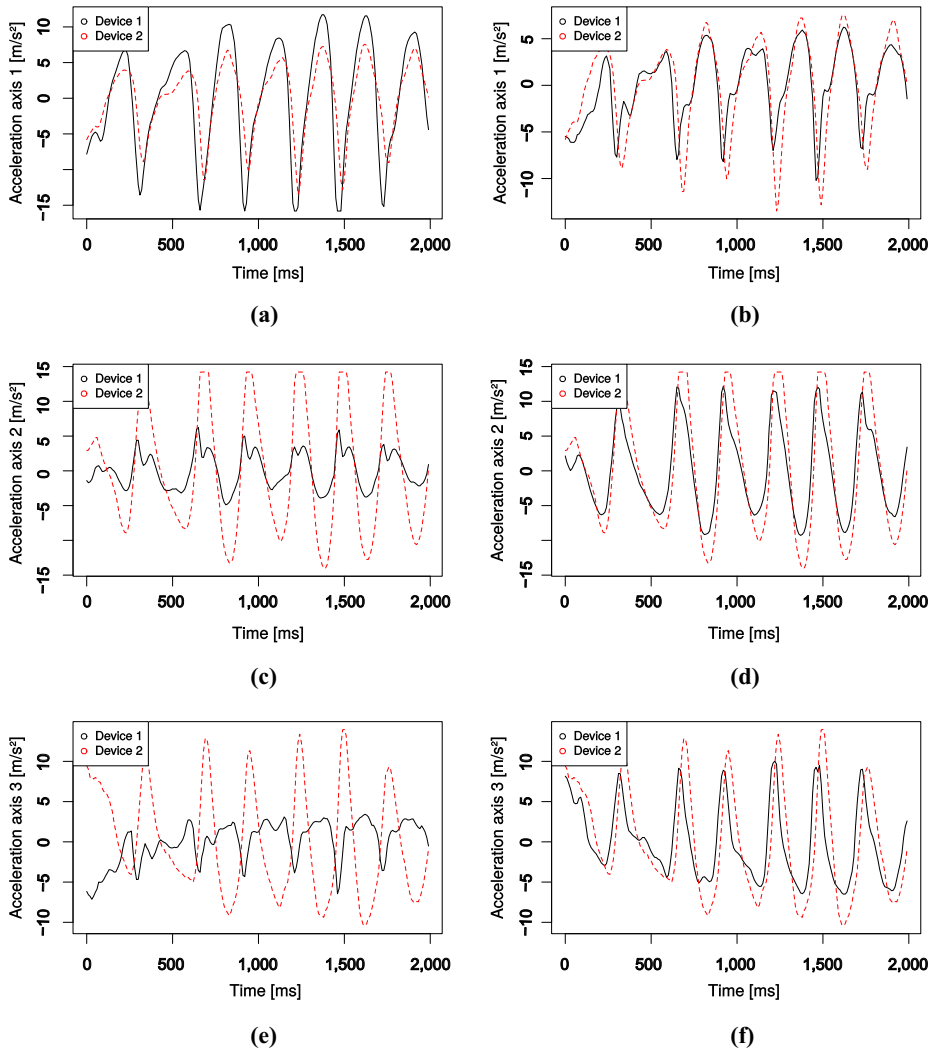 Acceleration axis 1 [m/s²]
10
5
0
−5
−15
Device 1
Device 2
0
500
1,000
1,500
2,000
Time [ms]
(a)
Acceleration axis 1 [m/s²]
5
0
−5
−10
Device 1
Device 2
0
500
1,000
1,500
2,000
Time [ms]
(b)
Acceleration axis 2 [m/s²]
15
10
5
0
−5
−15
Device 1
Device 2
0
500
1,000
1,500
2,000
Time [ms]
(c)
Acceleration axis 2 [m/s²]
15
10
5
0
−5
−15
Device 1
Device 2
0
500
1,000
1,500
2,000
Time [ms]
(d)
Acceleration axis 3 [m/s²]
10
5
0
−5
−10
Device 1
Device 2
0
500
1,000
1,500
2,000
Time [ms]
(e)
Acceleration axis 3 [m/s²]
10
5
0
−5
−10
Device 1
Device 2
0
500
1,000
1,500
2,000
Time [ms]
(f)